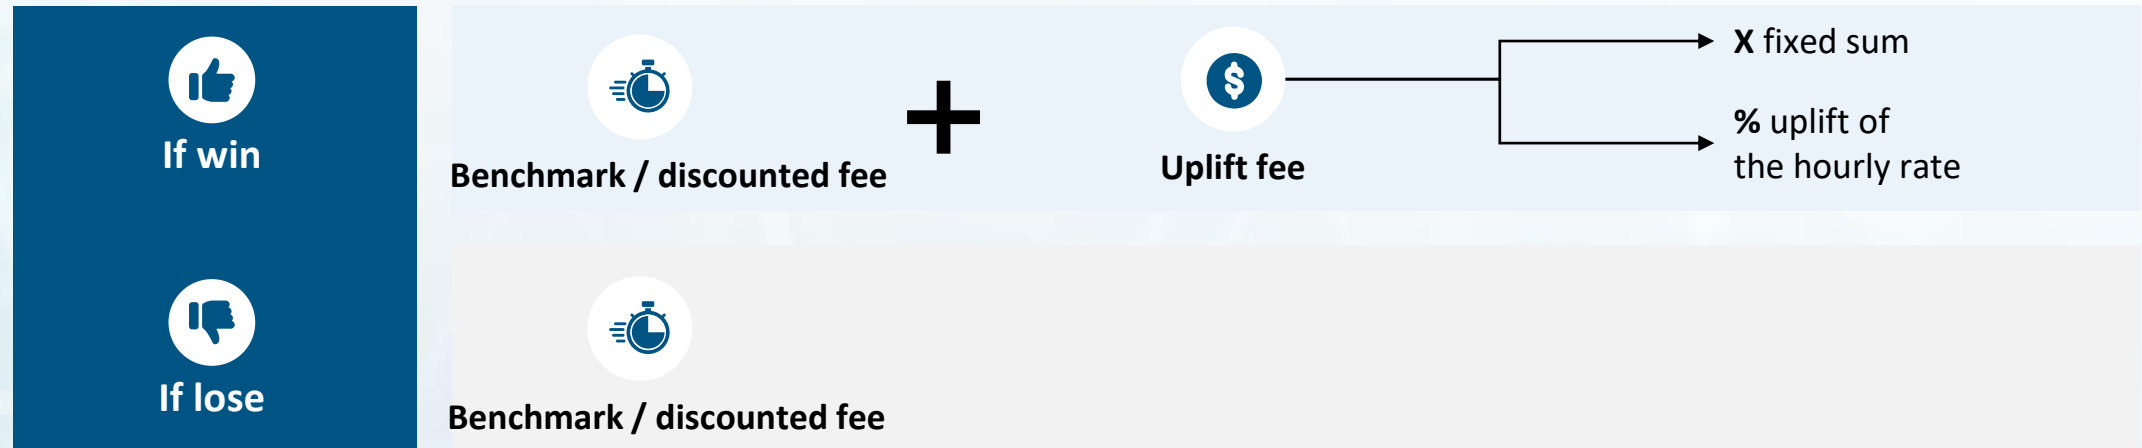 If win
Benchmark / discounted fee
+
Uplift fee
X fixed sum
% uplift of
the hourly rate
If lose
Benchmark / discounted fee